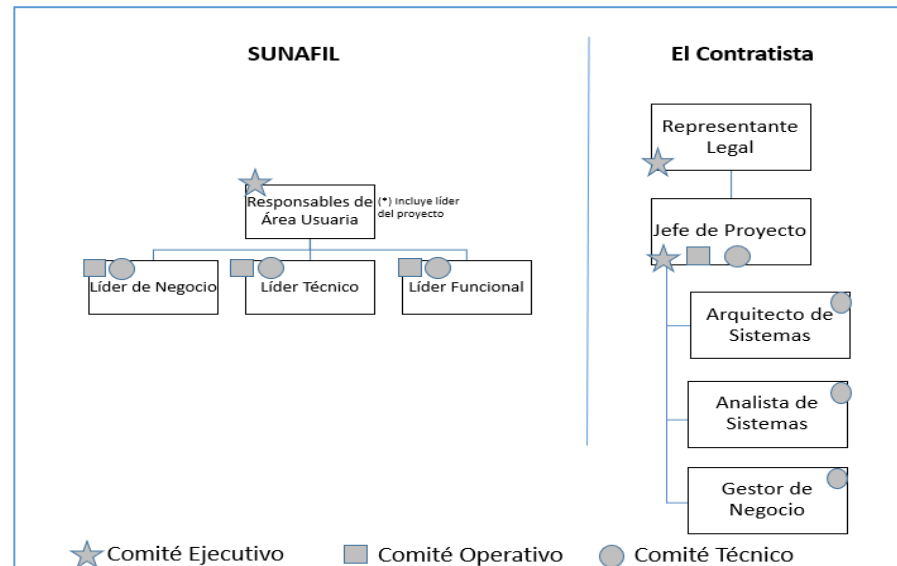 SUNAFIL
El Contratista
Representante
Legal
Responsables de
Área Usuaria
(*) Incluye líder
del proyecto
Jefe de Proyecto
Líder de Negocio
Líder Técnico
Líder Funcional
Arquitecto de
Sistemas
Analista de
Sistemas
Gestor de
Negocio
Comité Ejecutivo
Comité Operativo
Comité Técnico